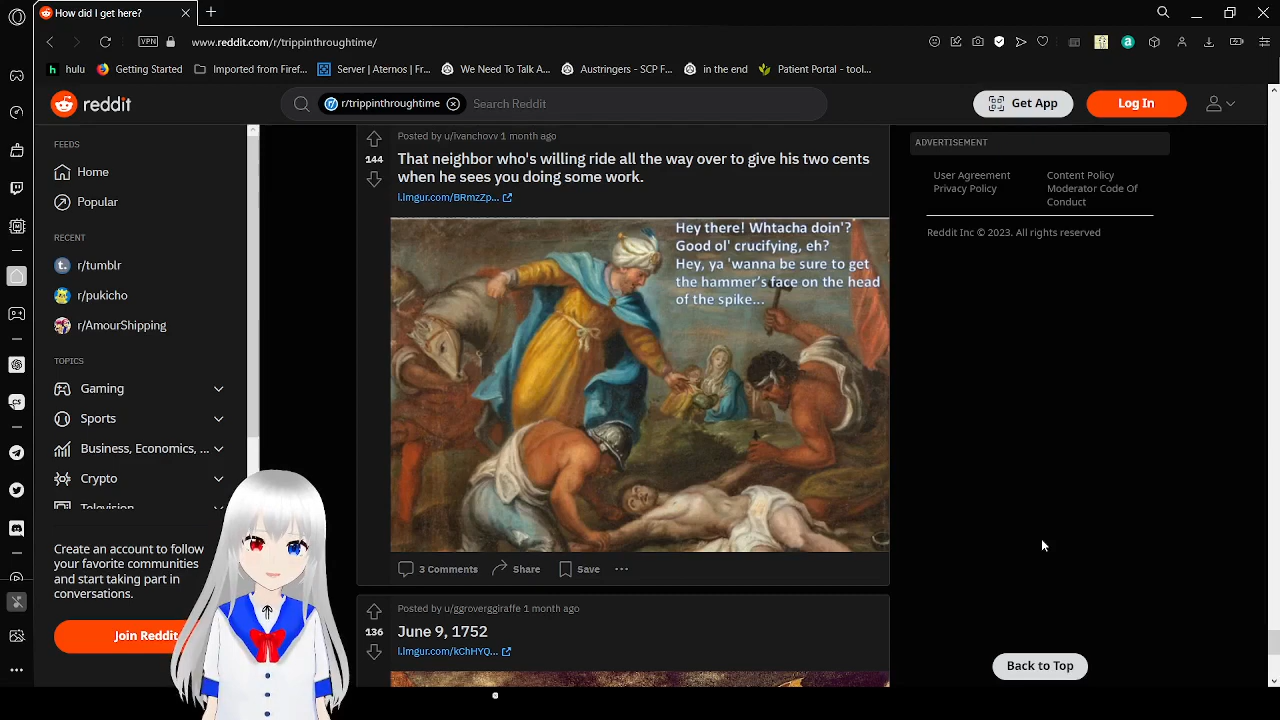 How did I get here?
VPN
www.reddit.com/r/trippinthroughtime/
hulu
Getting Started
Imported from Firef...
Server | Aternos | Fr...
We Need To Talk A...
Austringers - SCP F...
in the end
Patient Portal - tool...
reddit
r/trippinthroughtime
Search Reddit
Get App
Log In
FEEDS
Home
Popular
RECENT
r/tumblr
r/pukicho
r/AmourShipping
TOPICS
Gaming
Sports
Business, Economics, ...
Crypto
Television
Create an account to follow
your favorite communities
and start taking part in
conversations.
Join Reddit
Posted by u/ivanchovv 1 month ago
144
That neighbor who's willing ride all the way over to give his two cents
when he sees you doing some work.
i.imgur.com/BRmzZp...
Hey there! Whtacha doin'?
Good ol' crucifying, eh?
Hey, ya 'wanna be sure to get
the hammer's face on the head
of the spike...
3 Comments
Share
Save
Posted by u/ggroverggiraffe 1 month ago
136
June 9, 1752
i.imgur.com/kChHYQ...
ADVERTISEMENT
User Agreement
Privacy Policy
Content Policy
Moderator Code Of
Conduct
Reddit Inc © 2023. All rights reserved
Back to Top